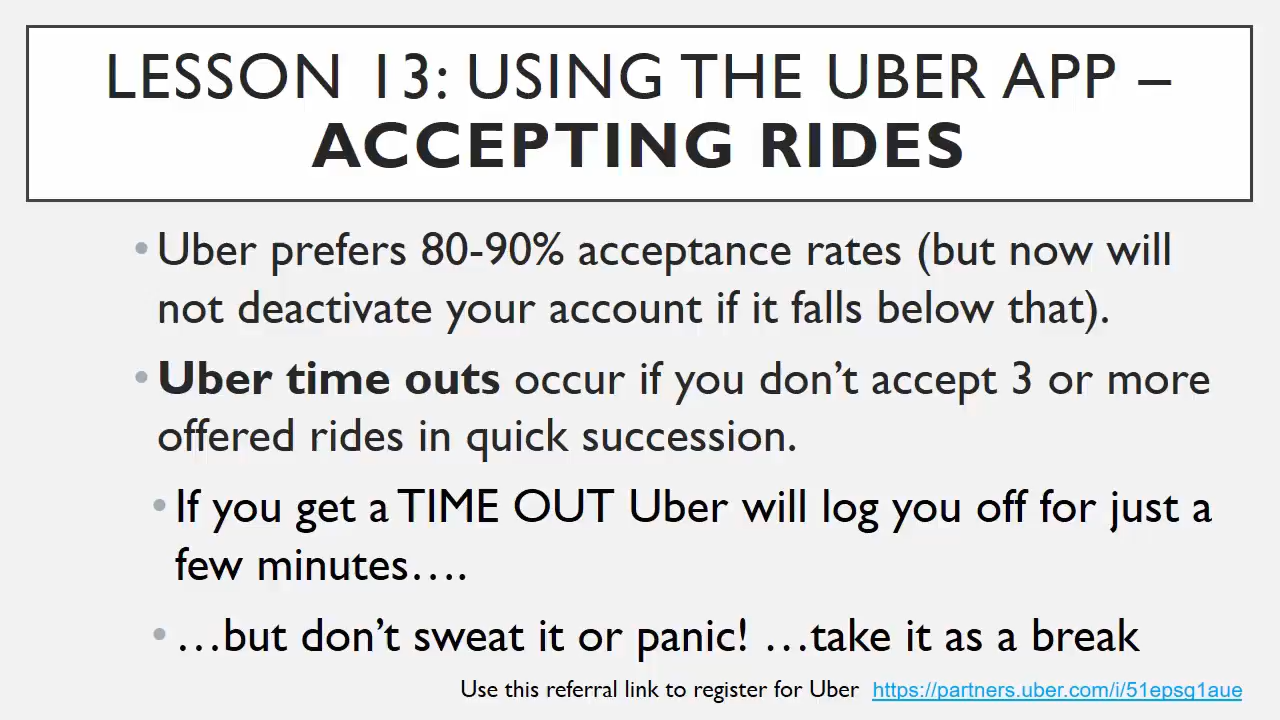 LESSON 13: USING THE UBER APP –
ACCEPTING RIDES
• Uber prefers 80-90% acceptance rates (but now will
not deactivate your account if it falls below that).
• Uber time outs occur if you don’t accept 3 or more
offered rides in quick succession.
• If you get a TIME OUT Uber will log you off for just a
few minutes….
• …but don’t sweat it or panic! …take it as a break
Use this referral link to register for Uber https://partners.uber.com/i/51epsq1aue